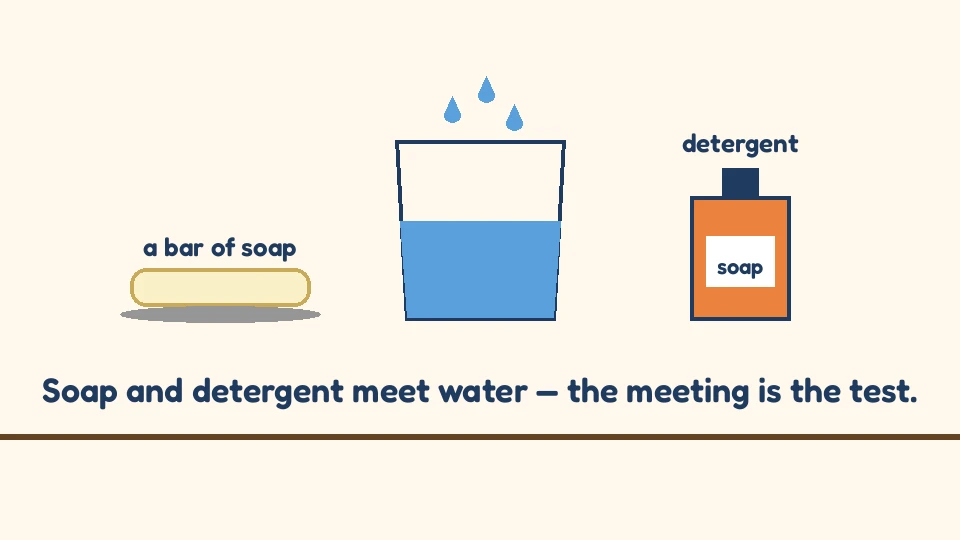 detergent
a bar of soap
soap
Soap and detergent meet water — the meeting is the test.